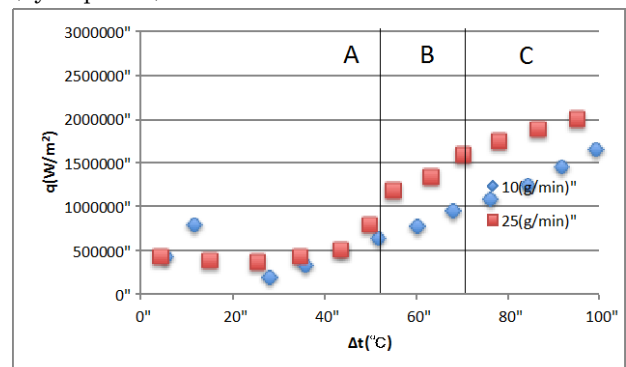 3000000"
A B C
2500000"
2000000"
q(W/m²)
1500000"
10(g/min)"
1000000"
25(g/min)"
500000"
0"
0" 20" 40" 60" 80" 100"
Δt(℃)